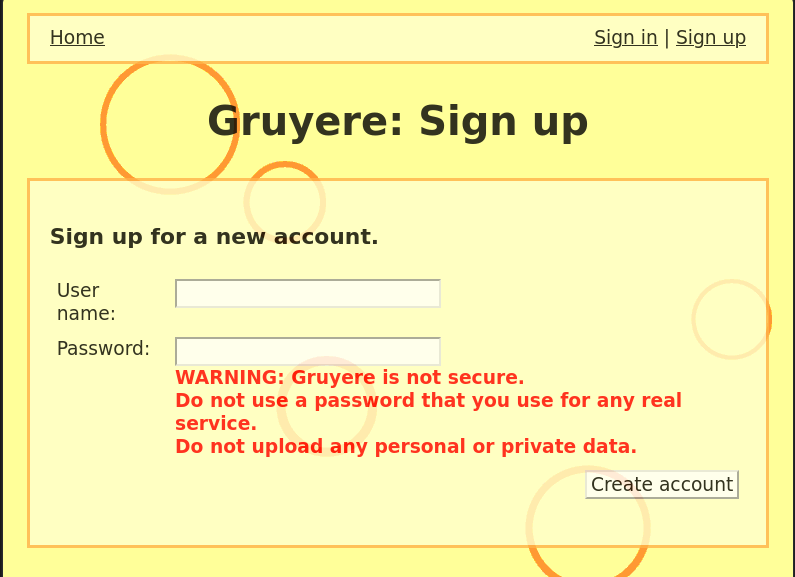 Home Sign in | Sign up
Gruyere: Sign up
Sign up for a new account.
User
name:
Password:
WARNING: Gruyere is not secure.
Do not use a password that you use for any real
service.
Do not upload any personal or private data.
Create account